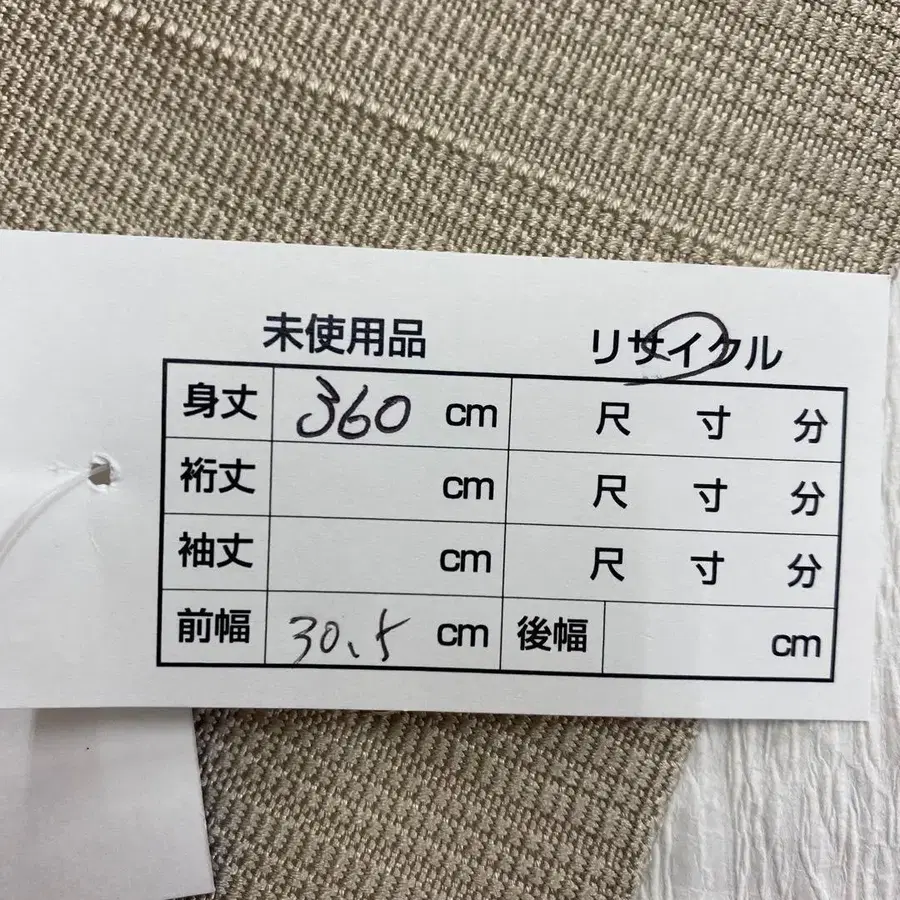 未使用品 リサイクル
身丈 360 cm 尺 寸 分
裄丈 cm 尺 寸 分
袖丈 cm 尺 寸 分
前幅 30.5 cm 後幅 cm